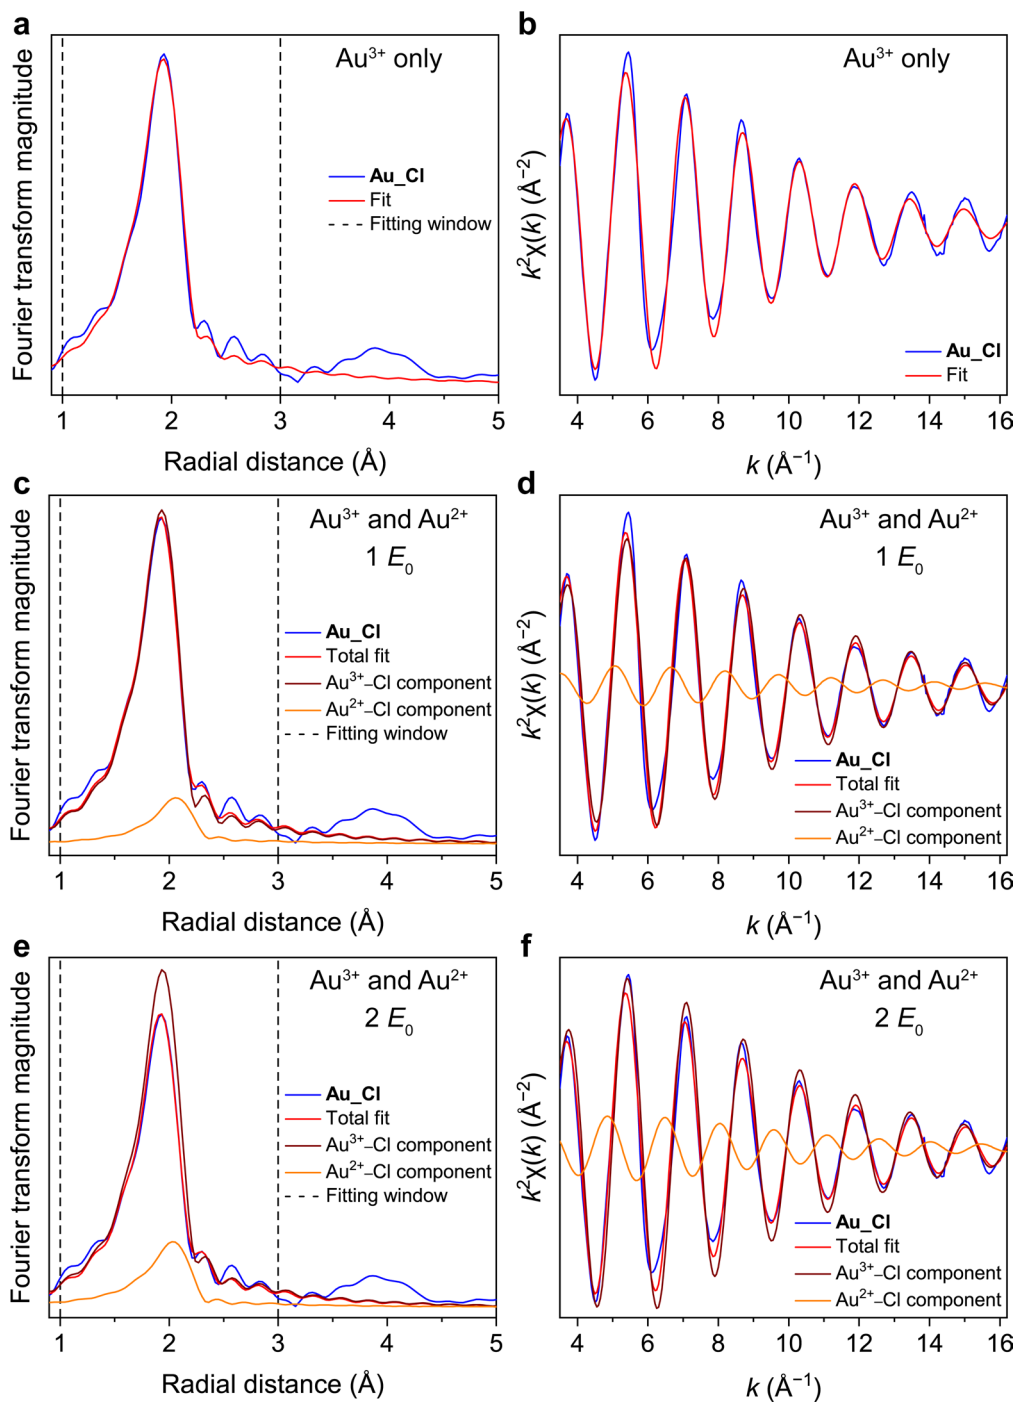 a
Au³⁺ only
Fourier transform magnitude
Au_Cl
Fit
Fitting window
1 2 3 4 5
Radial distance (Å)
b
Au³⁺ only
k²χ(k) (Å⁻²)
Au_Cl
Fit
4 6 8 10 12 14 16
k (Å⁻¹)
c
Au³⁺ and Au²⁺
1 E₀
Fourier transform magnitude
Au_Cl
Total fit
Au³⁺–Cl component
Au²⁺–Cl component
Fitting window
1 2 3 4 5
Radial distance (Å)
d
Au³⁺ and Au²⁺
1 E₀
k²χ(k) (Å⁻²)
Au_Cl
Total fit
Au³⁺–Cl component
Au²⁺–Cl component
4 6 8 10 12 14 16
k (Å⁻¹)
e
Au³⁺ and Au²⁺
2 E₀
Fourier transform magnitude
Au_Cl
Total fit
Au³⁺–Cl component
Au²⁺–Cl component
Fitting window
1 2 3 4 5
Radial distance (Å)
f
Au³⁺ and Au²⁺
2 E₀
k²χ(k) (Å⁻²)
Au_Cl
Total fit
Au³⁺–Cl component
Au²⁺–Cl component
4 6 8 10 12 14 16
k (Å⁻¹)